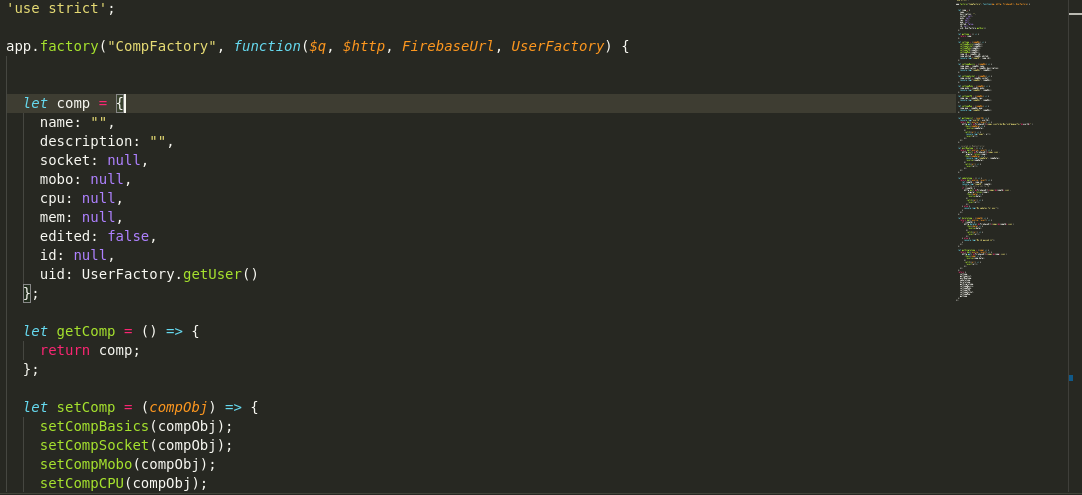 'use strict';
app.factory("CompFactory", function($q, $http, FirebaseUrl, UserFactory) {
let comp = {
name: "",
description: "",
socket: null,
mobo: null,
cpu: null,
mem: null,
edited: false,
id: null,
uid: UserFactory.getUser()
};
let getComp = () => {
return comp;
};
let setComp = (compObj) => {
setCompBasics(compObj);
setCompSocket(compObj);
setCompMobo(compObj);
setCompCPU(compObj);